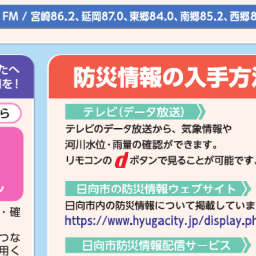 FM / 宮崎86.2、延岡87.0、東郷84.0、南郷85.2、西郷8
防災情報の入手方法
テレビ(データ放送)
テレビのデータ放送から、気象情報や
河川水位・雨量の確認ができます。
リモコンのdボタンで見ることが可能です。
日向市の防災情報ウェブサイト
日向市内の防災情報について掲載していま
https://www.hyugacity.jp/display.ph
日向市防災情報配信サービス
たへ
を!
ら
ん
・確
つな
用く